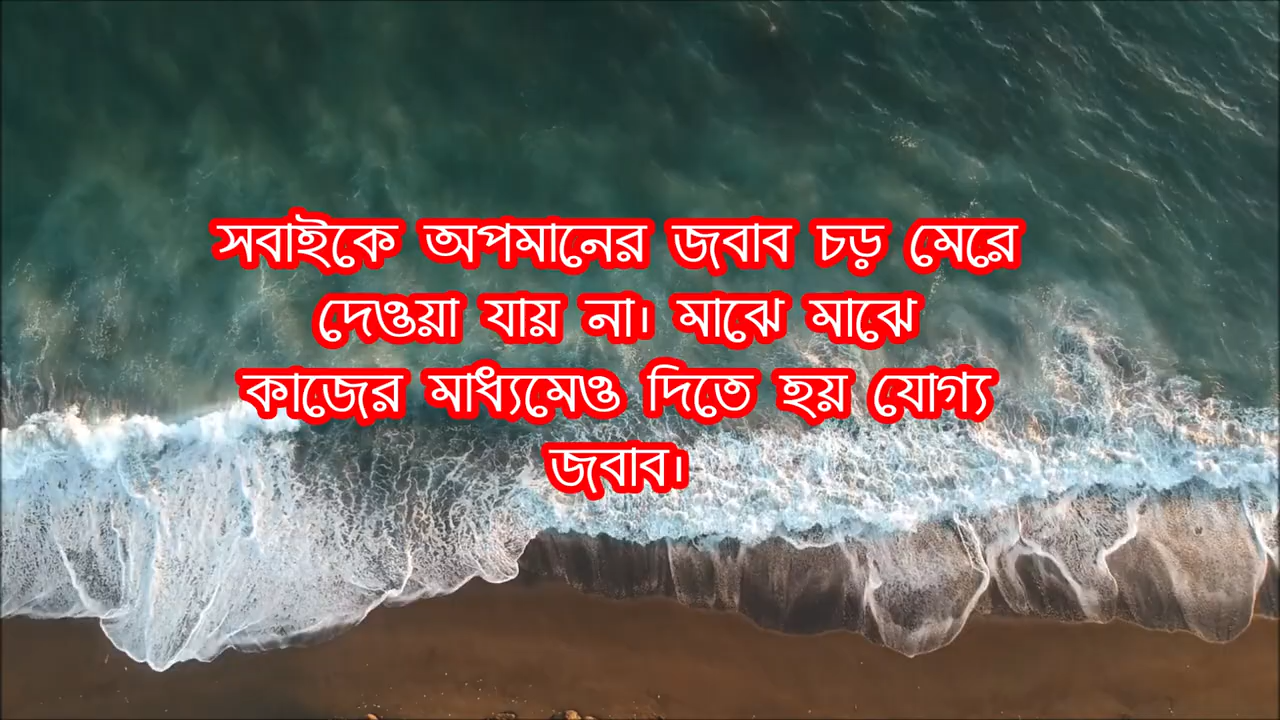 সবাইকে অপমানের জবাব চড় মেরে
দেওয়া যায় না। মাঝে মাঝে
কাজের মাধ্যমেও দিতে হয় যোগ্য
জবাব।